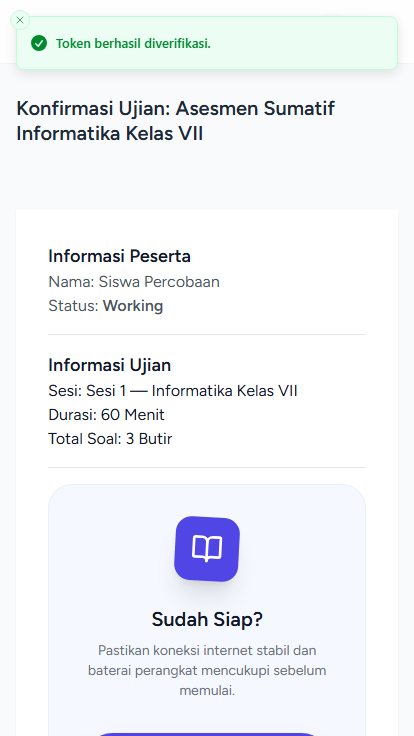 Token berhasil diverifikasi.
Konfirmasi Ujian: Asesmen Sumatif
Informatika Kelas VII
Informasi Peserta
Nama: Siswa Percobaan
Status: Working
Informasi Ujian
Sesi: Sesi 1 — Informatika Kelas VII
Durasi: 60 Menit
Total Soal: 3 Butir
Sudah Siap?
Pastikan koneksi internet stabil dan
baterai perangkat mencukupi sebelum
memulai.